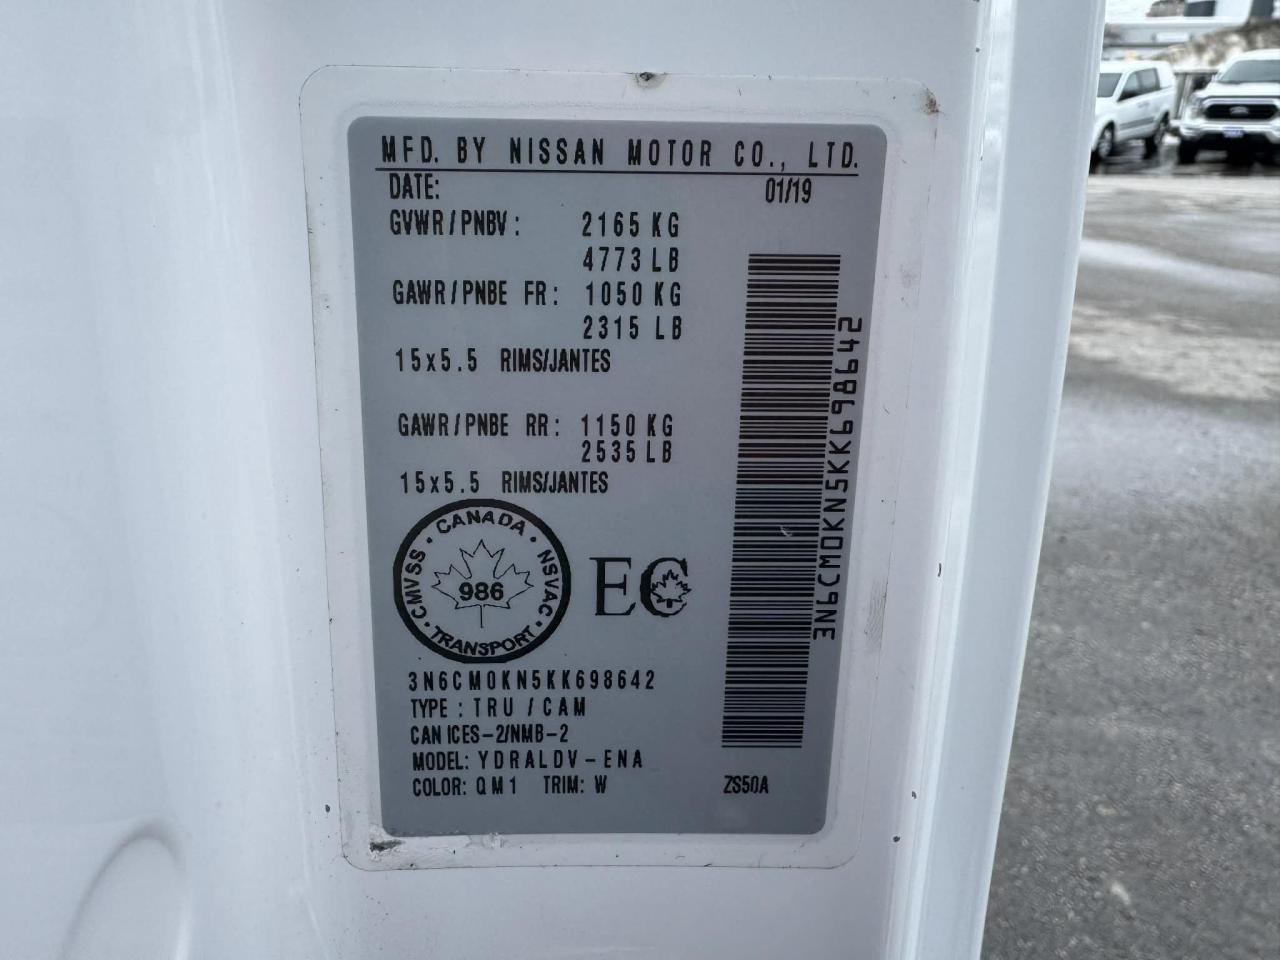 MFD. BY NISSAN MOTOR CO., LTD.
DATE: 01/19
GVWR/PNBV: 2165 KG
4773 LB
GAWR/PNBE FR: 1050 KG
2315 LB
15x5.5 RIMS/JANTES
GAWR/PNBE RR: 1150 KG
2535 LB
15x5.5 RIMS/JANTES
3N6CM0KN5KK698642
CANADA · NSVAC · TRANSPORT · CMVSS ·
986
EC
3N6CM0KN5KK698642
TYPE: TRU / CAM
CAN ICES-2/NMB-2
MODEL: YDRALDV-ENA
COLOR: QM1 TRIM: W ZS50A